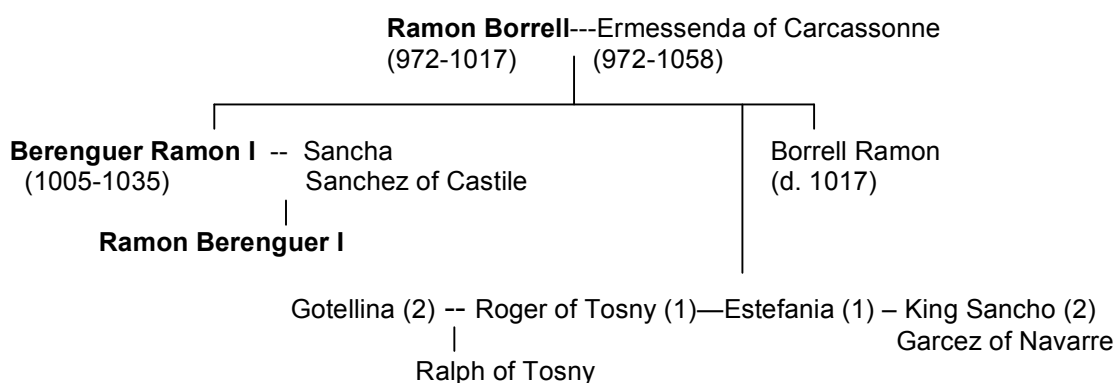 Ramon Borrell---Ermessenda of Carcassonne
(972-1017) (972-1058)
Berenguer Ramon I -- Sancha Borrell Ramon
(1005-1035) Sanchez of Castile (d. 1017)
Ramon Berenguer I
Gotellina (2) -- Roger of Tosny (1)—Estefania (1) – King Sancho (2)
Garcez of Navarre
Ralph of Tosny